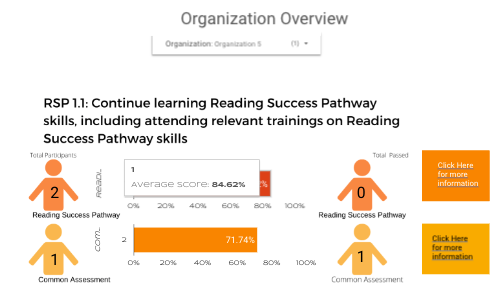 Organization Overview
Organization: Organization 5 (1)
RSP 1.1: Continue learning Reading Success Pathway
skills, including attending relevant trainings on Reading
Success Pathway skills
Total Participants
Total Passed
2
Reading Success Pathway
READI.
1
Average score: 84.62%
2%
0% 20% 40% 60% 80% 100%
0
Reading Success Pathway
Click Here
for more
information
1
Common Assessment
COM..
2
71.74%
0% 20% 40% 60% 80% 100%
1
Common Assessment
Click Here
for more
information